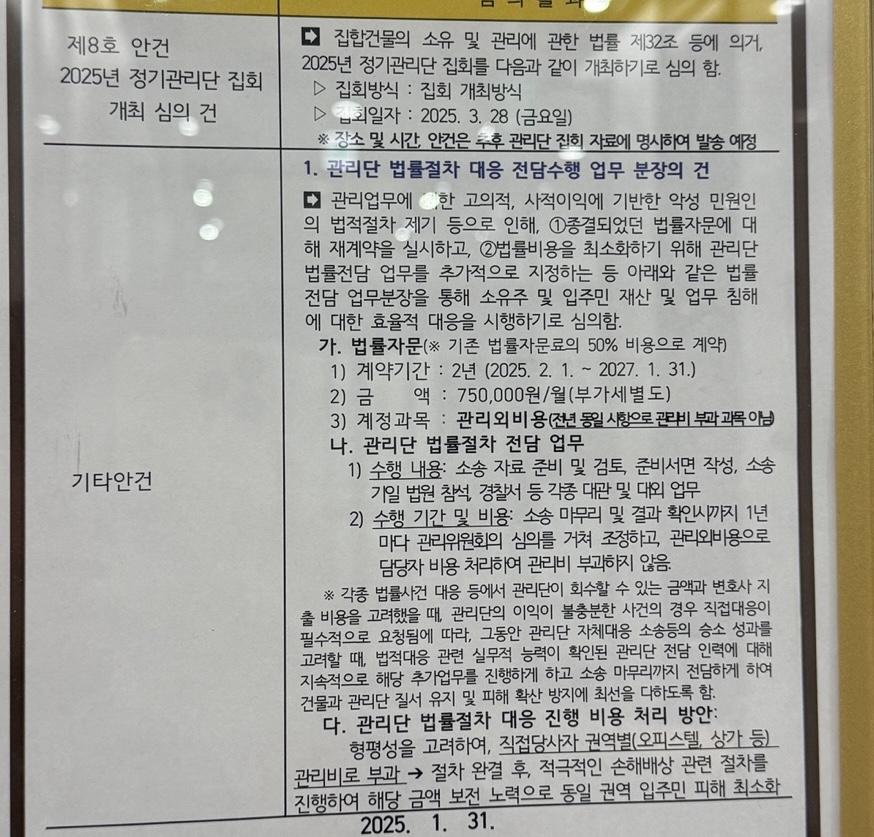 제8호 안건
2025년 정기관리단 집회
개최 심의 건
집합건물의 소유 및 관리에 관한 법률 제32조 등에 의거,
2025년 정기관리단 집회를 다음과 같이 개최하기로 심의 함.
▷ 집회방식 : 집회 개최방식
▷ 집회일자 : 2025. 3. 28 (금요일)
※ 장소 및 시간, 안건은 추후 관리단 집회 자료에 명시하여 발송 예정
기타안건
1. 관리단 법률절차 대응 전담수행 업무 분장의 건
관리업무에 한 고의적, 사적이익에 기반한 악성 민원인
의 법적절차 제기 등으로 인해, ①종결되었던 법률자문에 대
해 재계약을 실시하고, ②법률비용을 최소화하기 위해 관리단
법률전담 업무를 추가적으로 지정하는 등 아래와 같은 법률
전담 업무분장을 통해 소유주 및 입주민 재산 및 업무 침해
에 대한 효율적 대응을 시행하기로 심의함.
가. 법률자문(※ 기존 법률자문료의 50% 비용으로 계약)
1) 계약기간 : 2년 (2025. 2. 1. ~ 2027. 1. 31.)
2) 금 액 : 750,000원/월(부가세별도)
3) 계정과목 : 관리외비용(전년 동일 사항으로 관리비 부과 과목 아님)
나. 관리단 법률절차 전담 업무
1) 수행 내용: 소송 자료 준비 및 검토, 준비서면 작성, 소송
기일 법원 참석, 경찰서 등 각종 대관 및 대외 업무
2) 수행 기간 및 비용: 소송 마무리 및 결과 확인시까지 1년
마다 관리위원회의 심의를 거쳐 조정하고, 관리외비용으로
담당자 비용 처리하여 관리비 부과하지 않음.
※ 각종 법률사건 대응 등에서 관리단이 회수할 수 있는 금액과 변호사 지
출 비용을 고려했을 때, 관리단의 이익이 불충분한 사건의 경우 직접대응이
필수적으로 요청됨에 따라, 그동안 관리단 자체대응 소송등의 승소 성과를
고려할 때, 법적대응 관련 실무적 능력이 확인된 관리단 전담 인력에 대해
지속적으로 해당 추가업무를 진행하게 하고 소송 마무리까지 전담하게 하여
건물과 관리단 질서 유지 및 피해 확산 방지에 최선을 다하도록 함.
다. 관리단 법률절차 대응 진행 비용 처리 방안:
형평성을 고려하여, 직접당사자 권역별(오피스텔, 상가 등)
관리비로 부과 ➔ 절차 완결 후, 적극적인 손해배상 관련 절차를
진행하여 해당 금액 보전 노력으로 동일 권역 입주민 피해 최소화
2025. 1. 31.